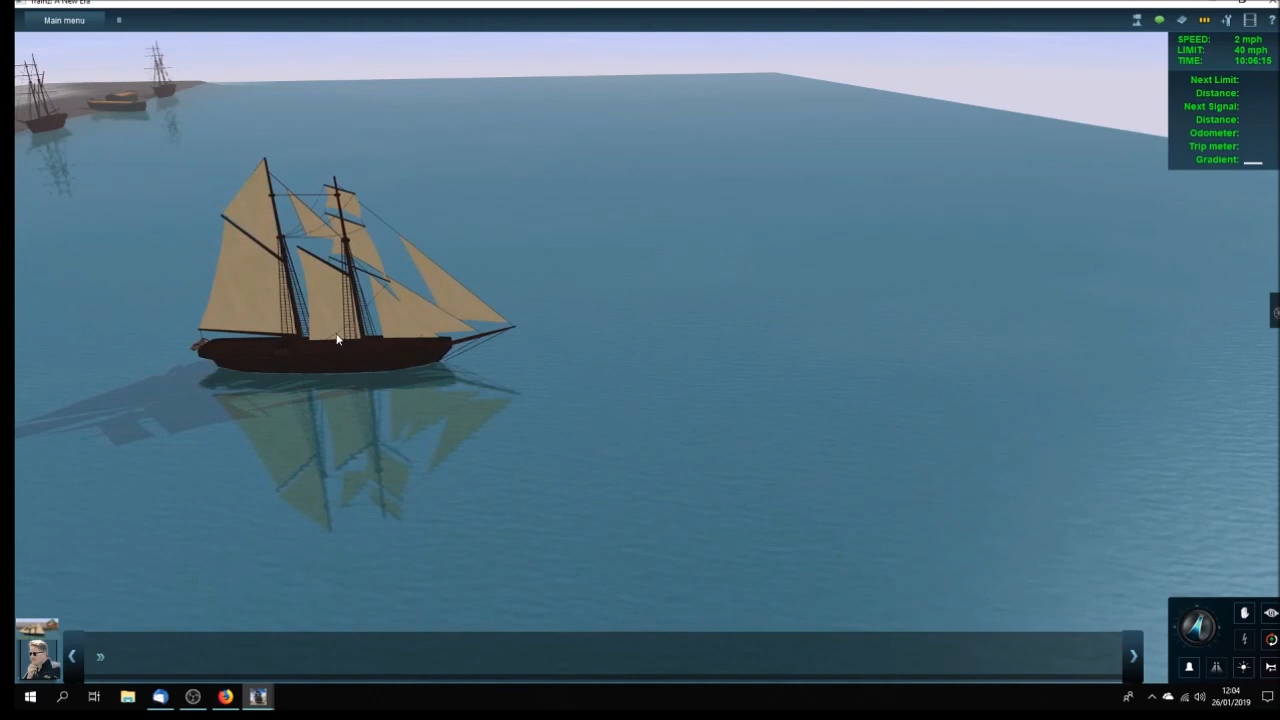 Trainz: A New Era
Main menu
SPEED: 2 mph
LIMIT: 40 mph
TIME: 10:06:15
Next Limit:
Distance:
Next Signal:
Distance:
Odometer:
Trip meter:
Gradient:
12:04
26/01/2019